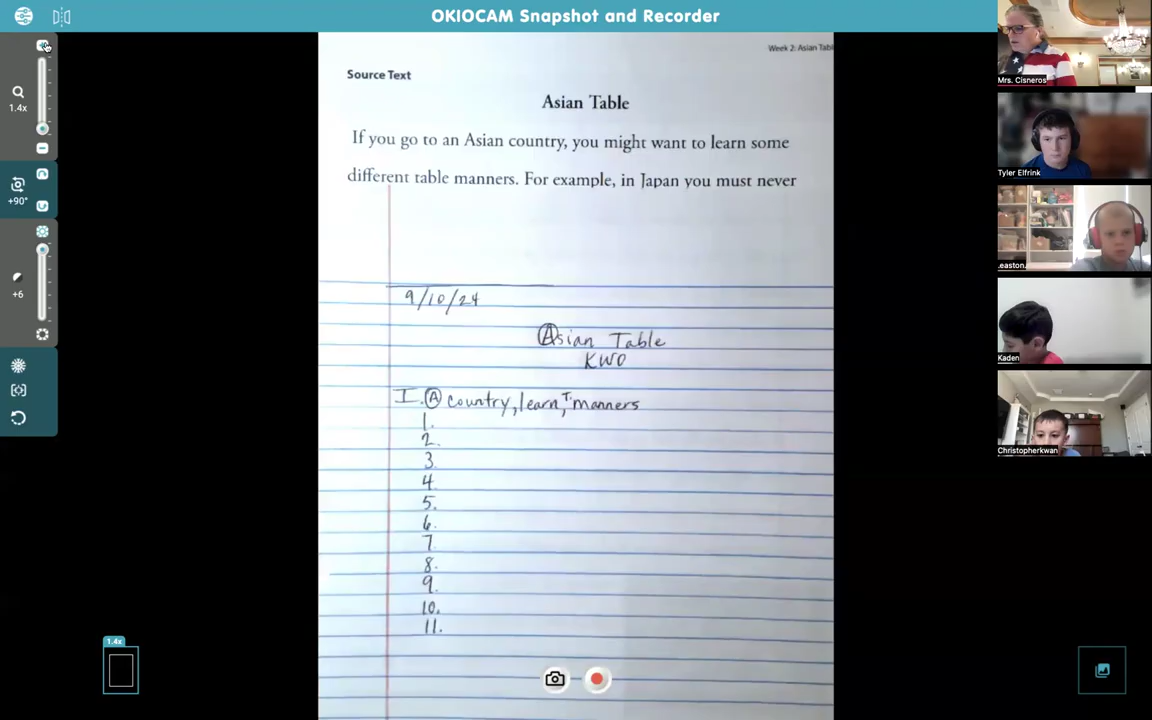 OKIOCAM Snapshot and Recorder
1.4x
+90°
+6
Week 2: Asian Tabl
Source Text
Asian Table
If you go to an Asian country, you might want to learn some
different table manners. For example, in Japan you must never
9/10/24
Asian Table
KWO
I. A country, learn, T. manners
1.
2.
3.
4.
5.
6.
7.
8.
9.
10.
11.
1.4x
Mrs. Cisneros
Tyler Elfrink
.easton.
Kaden
Christopherkwan